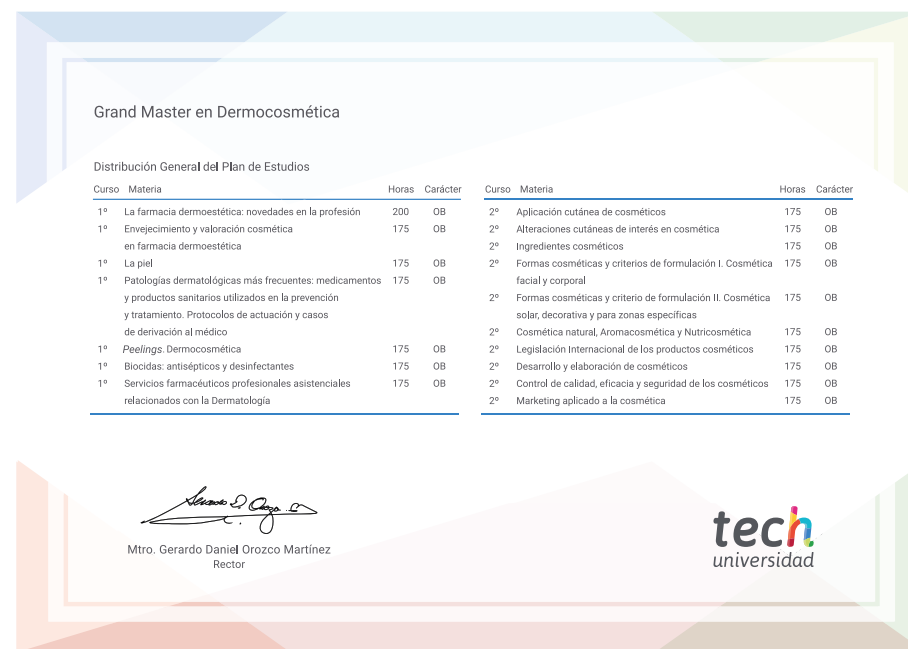 Grand Master en Dermocosmética
Distribución General del Plan de Estudios
Curso Materia Horas Carácter
1º La farmacia dermoestética: novedades en la profesión 200 OB
1º Envejecimiento y valoración cosmética 175 OB
en farmacia dermoestética
1º La piel 175 OB
1º Patologías dermatológicas más frecuentes: medicamentos 175 OB
y productos sanitarios utilizados en la prevención
y tratamiento. Protocolos de actuación y casos
de derivación al médico
1º Peelings. Dermocosmética 175 OB
1º Biocidas: antisépticos y desinfectantes 175 OB
1º Servicios farmacéuticos profesionales asistenciales 175 OB
relacionados con la Dermatología
Curso Materia Horas Carácter
2º Aplicación cutánea de cosméticos 175 OB
2º Alteraciones cutáneas de interés en cosmética 175 OB
2º Ingredientes cosméticos 175 OB
2º Formas cosméticas y criterios de formulación I. Cosmética 175 OB
facial y corporal
2º Formas cosméticas y criterio de formulación II. Cosmética 175 OB
solar, decorativa y para zonas específicas
2º Cosmética natural, Aromacosmética y Nutricosmética 175 OB
2º Legislación Internacional de los productos cosméticos 175 OB
2º Desarrollo y elaboración de cosméticos 175 OB
2º Control de calidad, eficacia y seguridad de los cosméticos 175 OB
2º Marketing aplicado a la cosmética 175 OB
Mtro. Gerardo Daniel Orozco Martínez
Rector
tech
universidad